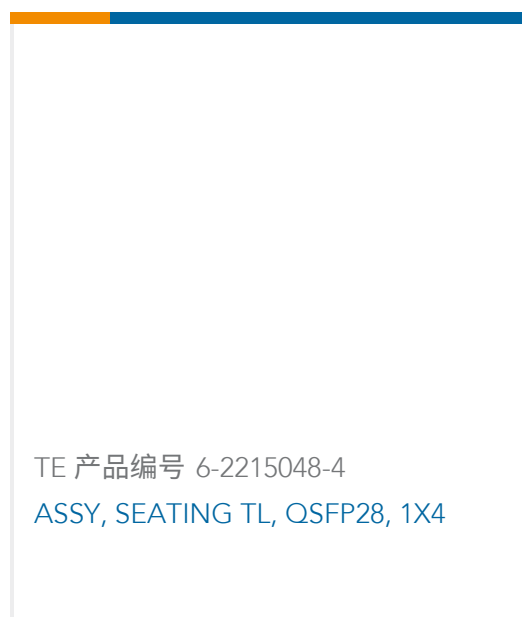 TE 产品编号 6-2215048-4
ASSY, SEATING TL, QSFP28, 1X4